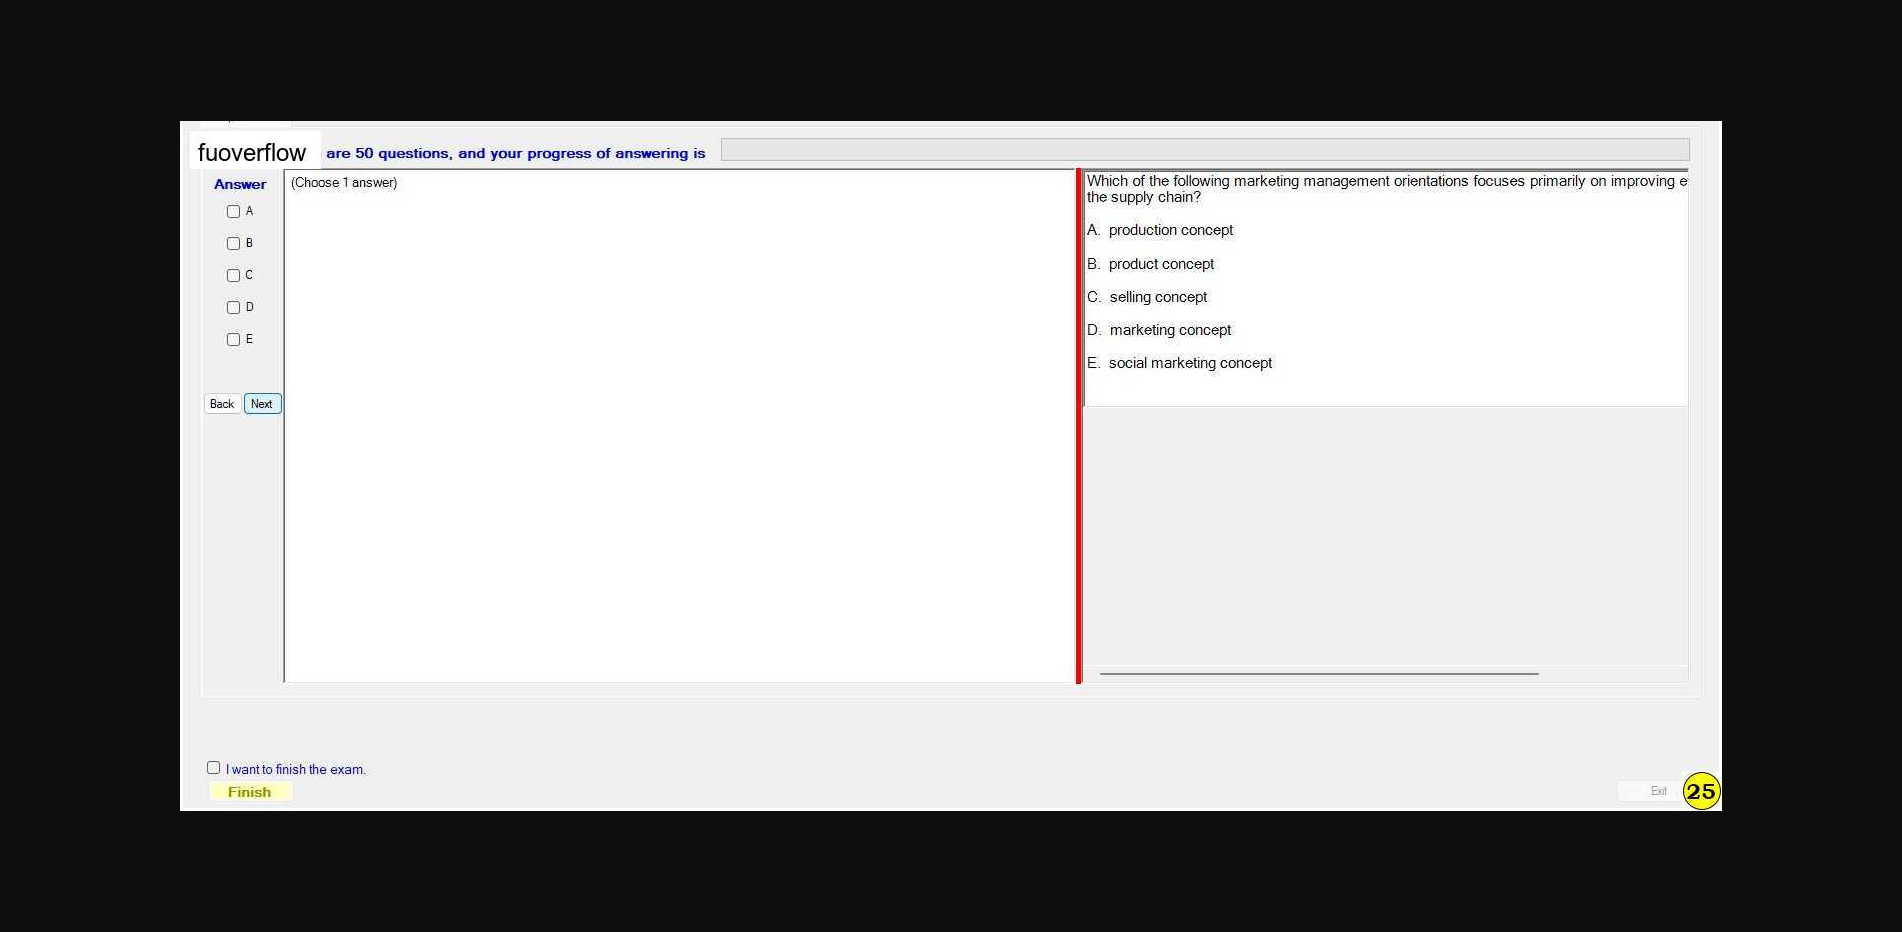 fuoverflow are 50 questions, and your progress of answering is
Answer
A
B
C
D
E
Back Next
(Choose 1 answer)
Which of the following marketing management orientations focuses primarily on improving
the supply chain?
A. production concept
B. product concept
C. selling concept
D. marketing concept
E. social marketing concept
I want to finish the exam.
Finish
Exit
25